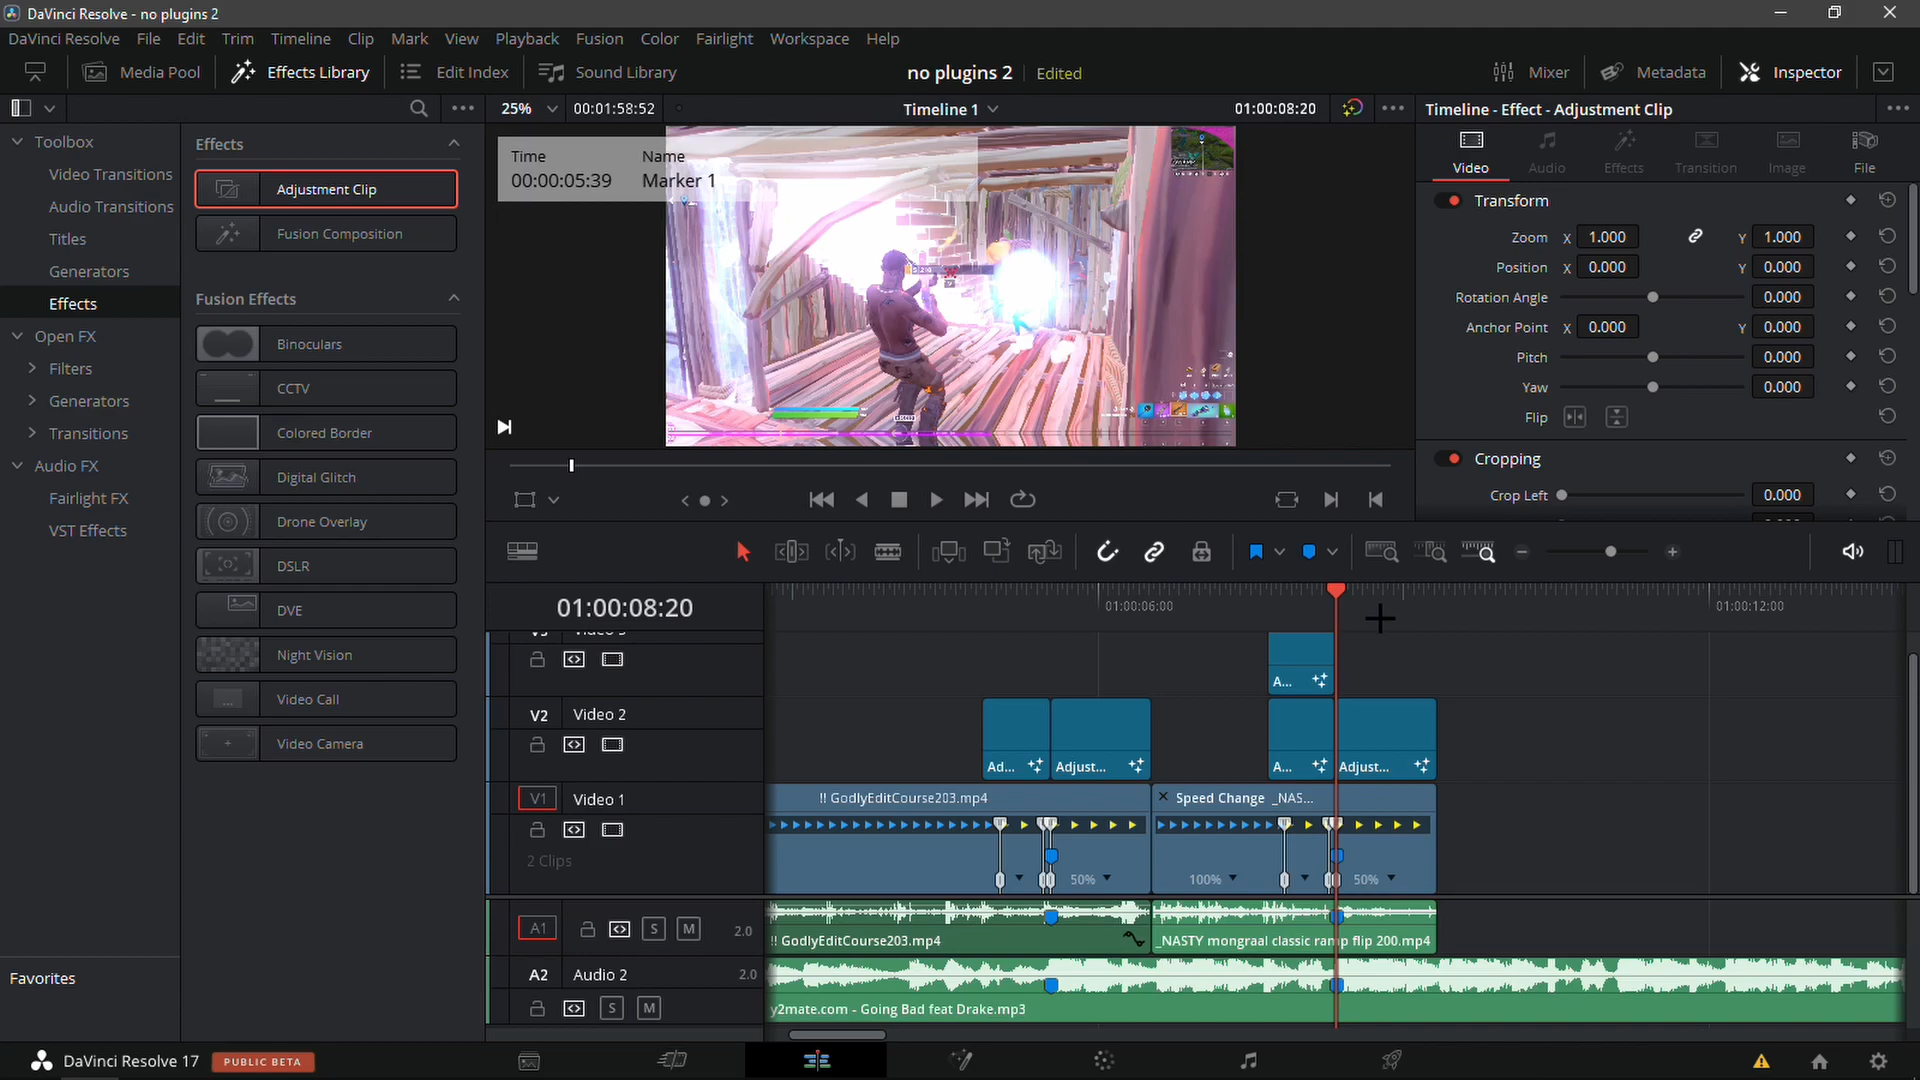 DaVinci Resolve - no plugins 2
DaVinci Resolve File Edit Trim Timeline Clip Mark View Playback Fusion Color Fairlight Workspace Help
Media Pool Effects Library Edit Index Sound Library no plugins 2 Edited Mixer Metadata Inspector
25% 00:01:58:52 Timeline 1 01:00:08:20 Timeline - Effect - Adjustment Clip
Toolbox
Video Transitions
Audio Transitions
Titles
Generators
Effects
Open FX
Filters
Generators
Transitions
Audio FX
Fairlight FX
VST Effects
Favorites
Effects
Adjustment Clip
Fusion Composition
Fusion Effects
Binoculars
CCTV
Colored Border
Digital Glitch
Drone Overlay
DSLR
DVE
Night Vision
Video Call
Video Camera
Time Name
00:00:05:39 Marker 1
Video Audio Effects Transition Image File
Transform
Zoom X 1.000 Y 1.000
Position X 0.000 Y 0.000
Rotation Angle 0.000
Anchor Point X 0.000 Y 0.000
Pitch 0.000
Yaw 0.000
Flip
Cropping
Crop Left 0.000
01:00:08:20 01:00:06:00 01:00:12:00
A...
V2 Video 2
Ad... Adjust... A... Adjust...
V1 Video 1
!! GodlyEditCourse203.mp4 Speed Change _NAS...
2 Clips
50% 100% 50%
A1 S M 2.0
!! GodlyEditCourse203.mp4 _NASTY mongraal classic ramp flip 200.mp4
A2 Audio 2 2.0
S M
y2mate.com - Going Bad feat Drake.mp3
DaVinci Resolve 17 PUBLIC BETA